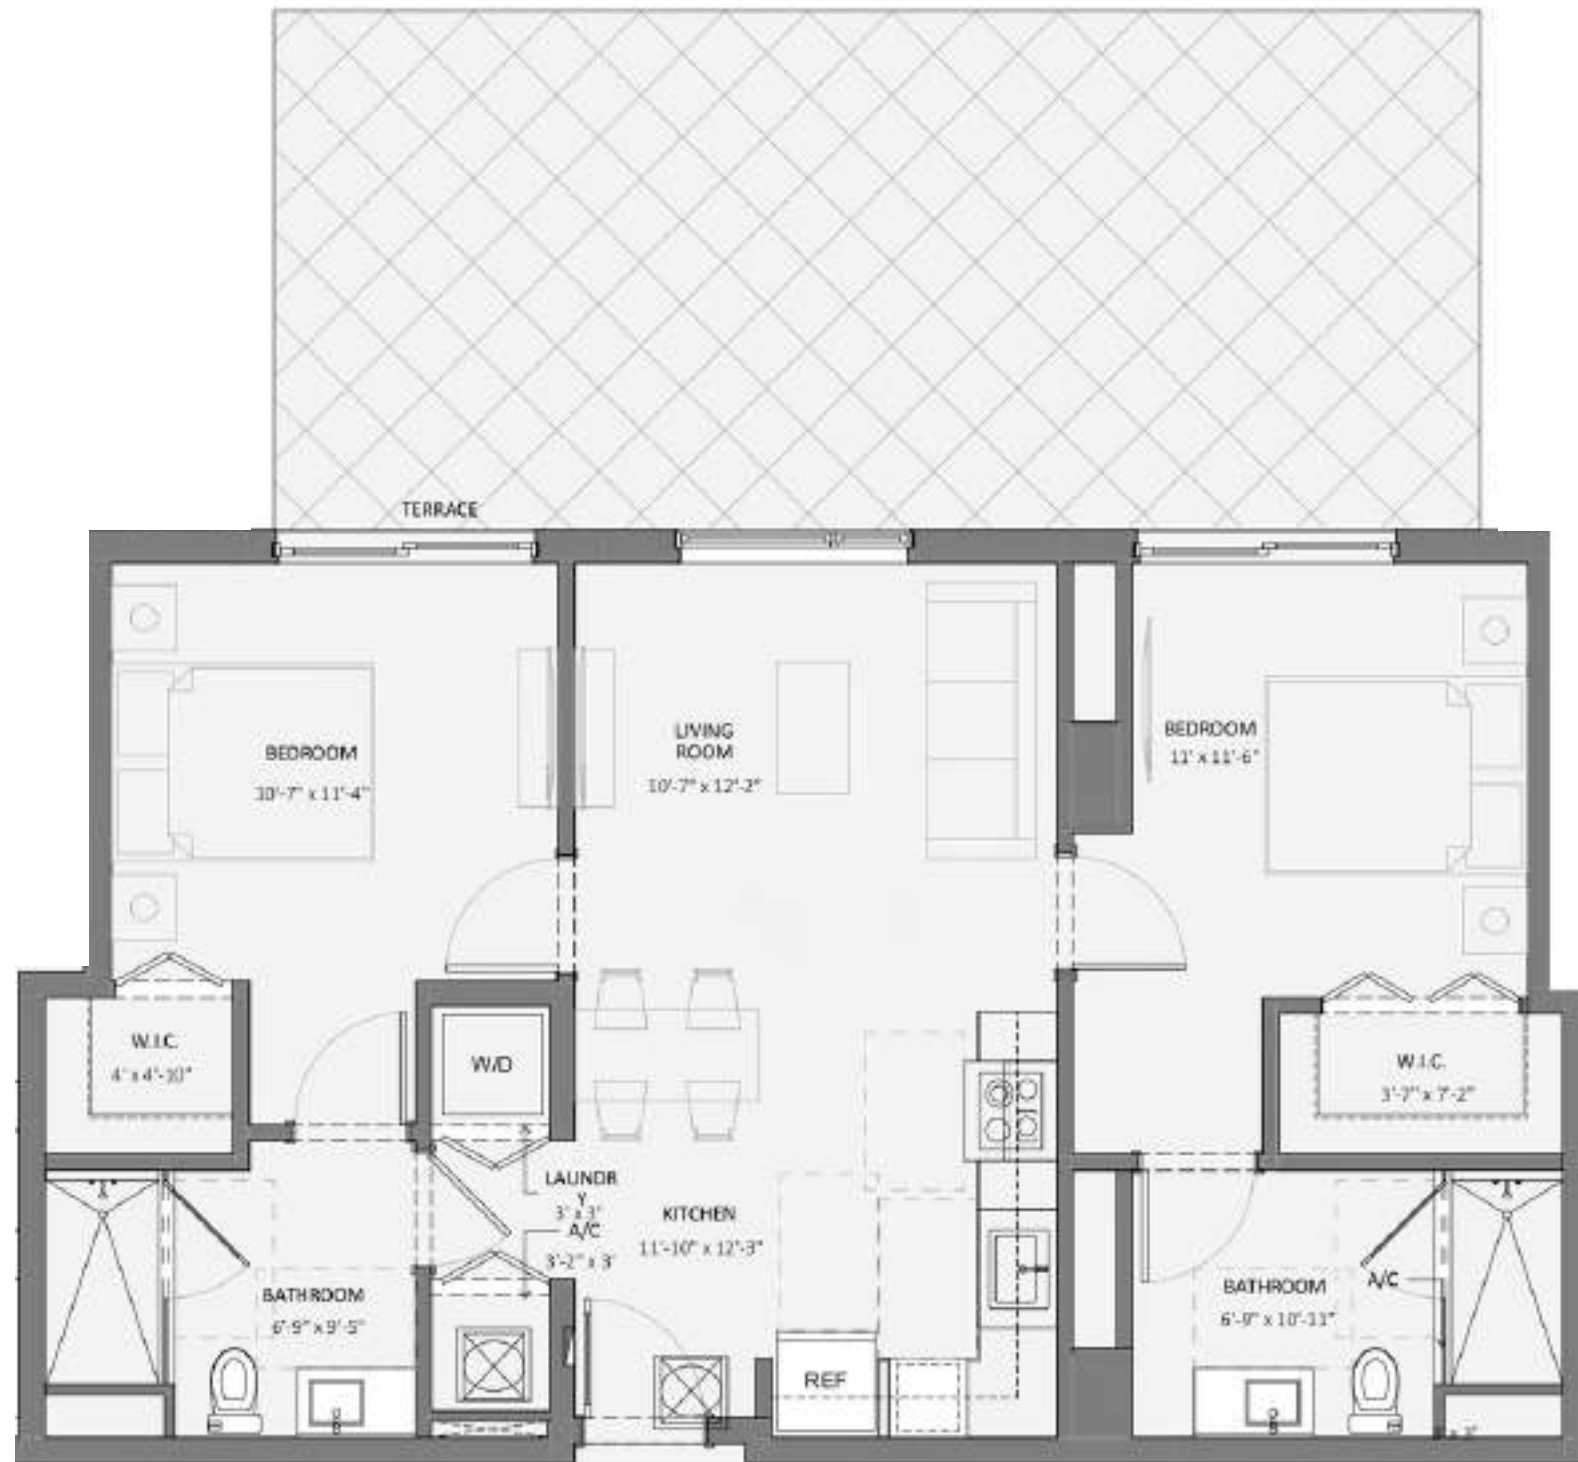 TERRACE
BEDROOM
10'-7" x 11'-4"
LIVING
ROOM
10'-7" x 12'-2"
BEDROOM
11' x 11'-6"
W.I.C.
4' x 4'-10"
W/D
W.I.C.
3'-7" x 7'-2"
LAUNDR
Y
3' x 3'
A/C
3'-2" x 3'
KITCHEN
11'-10" x 12'-3"
BATHROOM
6'-9" x 9'-5"
BATHROOM
6'-9" x 10'-11"
A/C
REF
x 3'